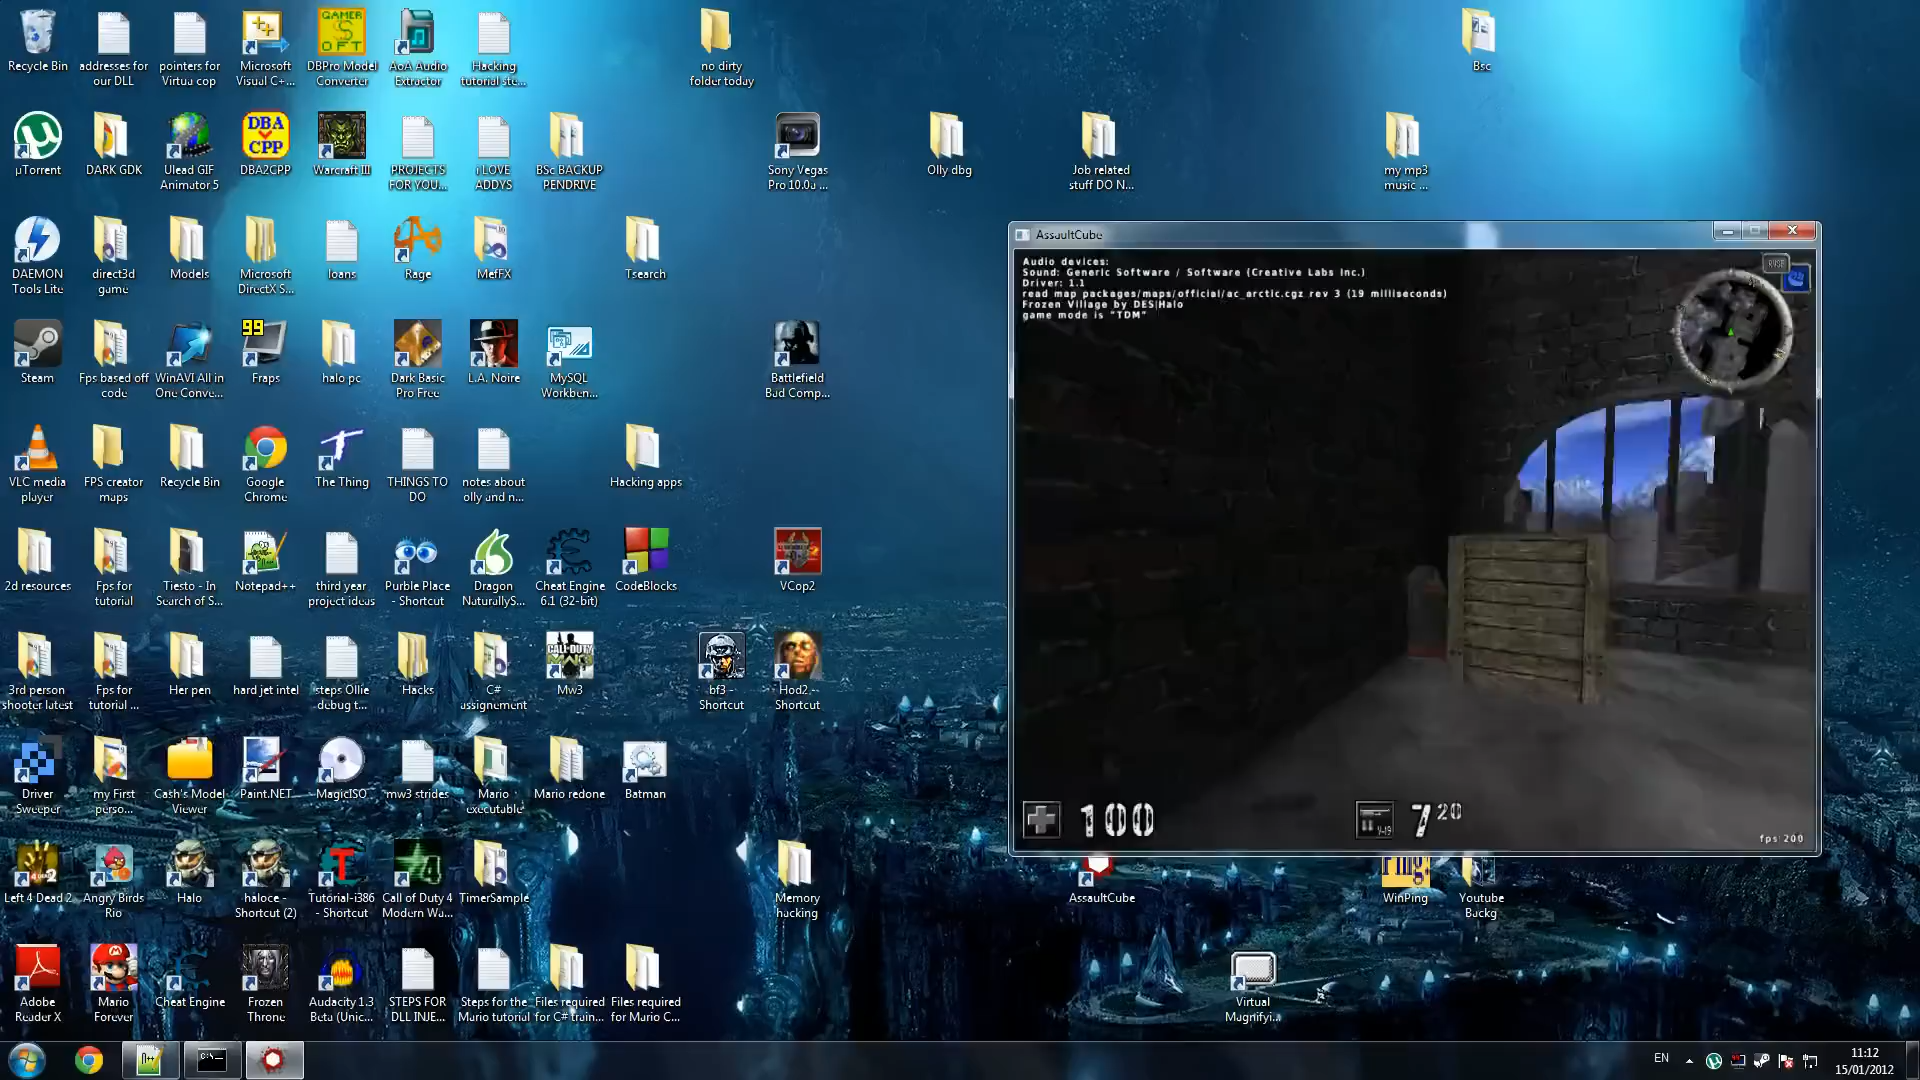 Recycle Bin
addresses for our DLL
pointers for Virtua cop
Microsoft Visual C+...
GAMER $ OFT
DBPro Model Converter
AoA Audio Extractor
Hacking tutorial ste...
no dirty folder today
Bsc
µTorrent
DARK GDK
Ulead GIF Animator 5
DBA CPP
DBA2CPP
Warcraft III
PROJECTS FOR YOU...
i LOVE ADDYS
BSc BACKUP PENDRIVE
Sony Vegas Pro 10.0a ...
Olly dbg
Job related stuff DO N...
my mp3 music ...
DAEMON Tools Lite
direct3d game
Models
Microsoft DirectX S...
loans
Rage
MefFX
Tsearch
Steam
Fps based off code
WinAVI All in One Conve...
99
Fraps
halo pc
Dark Basic Pro Free
L.A. Noire
MySQL Workben...
Battlefield Bad Comp...
VLC media player
FPS creator maps
Recycle Bin
Google Chrome
The Thing
THINGS TO DO
notes about olly and n...
Hacking apps
2d resources
Fps for tutorial
Tiesto - In Search of S...
Notepad++
third year project ideas
Purble Place - Shortcut
Dragon NaturallyS...
Cheat Engine 6.1 (32-bit)
CodeBlocks
VCop2
3rd person shooter latest
Fps for tutorial ...
Her pen
hard jet intel
steps Ollie debug t...
Hacks
C# assignement
CALL OF DUTY MW3
Mw3
bf3 - Shortcut
Hod2 - Shortcut
Driver Sweeper
my First perso...
Cash's Model Viewer
Paint.NET
MagicISO
mw3 strides
Mario executable
Mario redone
Batman
Left 4 Dead 2
Angry Birds Rio
Halo
haloce - Shortcut (2)
Tutorial-i386 - Shortcut
Call of Duty 4 Modern Wa...
TimerSample
Memory hacking
AssaultCube
WinPing
Youtube Backg
Adobe Reader X
Mario Forever
Cheat Engine
Frozen Throne
Audacity 1.3 Beta (Unic...
STEPS FOR DLL INJE...
Steps for the Mario tutorial
Files required for C# train...
Files required for Mario C...
Virtual Magnifyi...
AssaultCube
Audio devices:
Sound: Generic Software / Software (Creative Labs Inc.)
Driver: 1.1
read map packages/maps/official/ac_arctic.cgz rev 3 (19 milliseconds)
Frozen Village by DES|Halo
game mode is "TDM"
100
7 20
fps 200
EN
11:12
15/01/2012